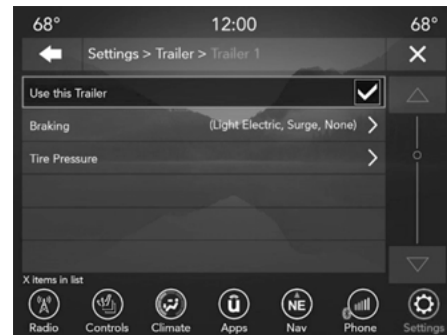 68° 12:00 68°
Settings > Trailer > Trailer 1
Use this Trailer
Braking (Light Electric, Surge, None) >
Tire Pressure >
X items in list
ū NE
Radio Controls Climate Apps Nav Phone Settings